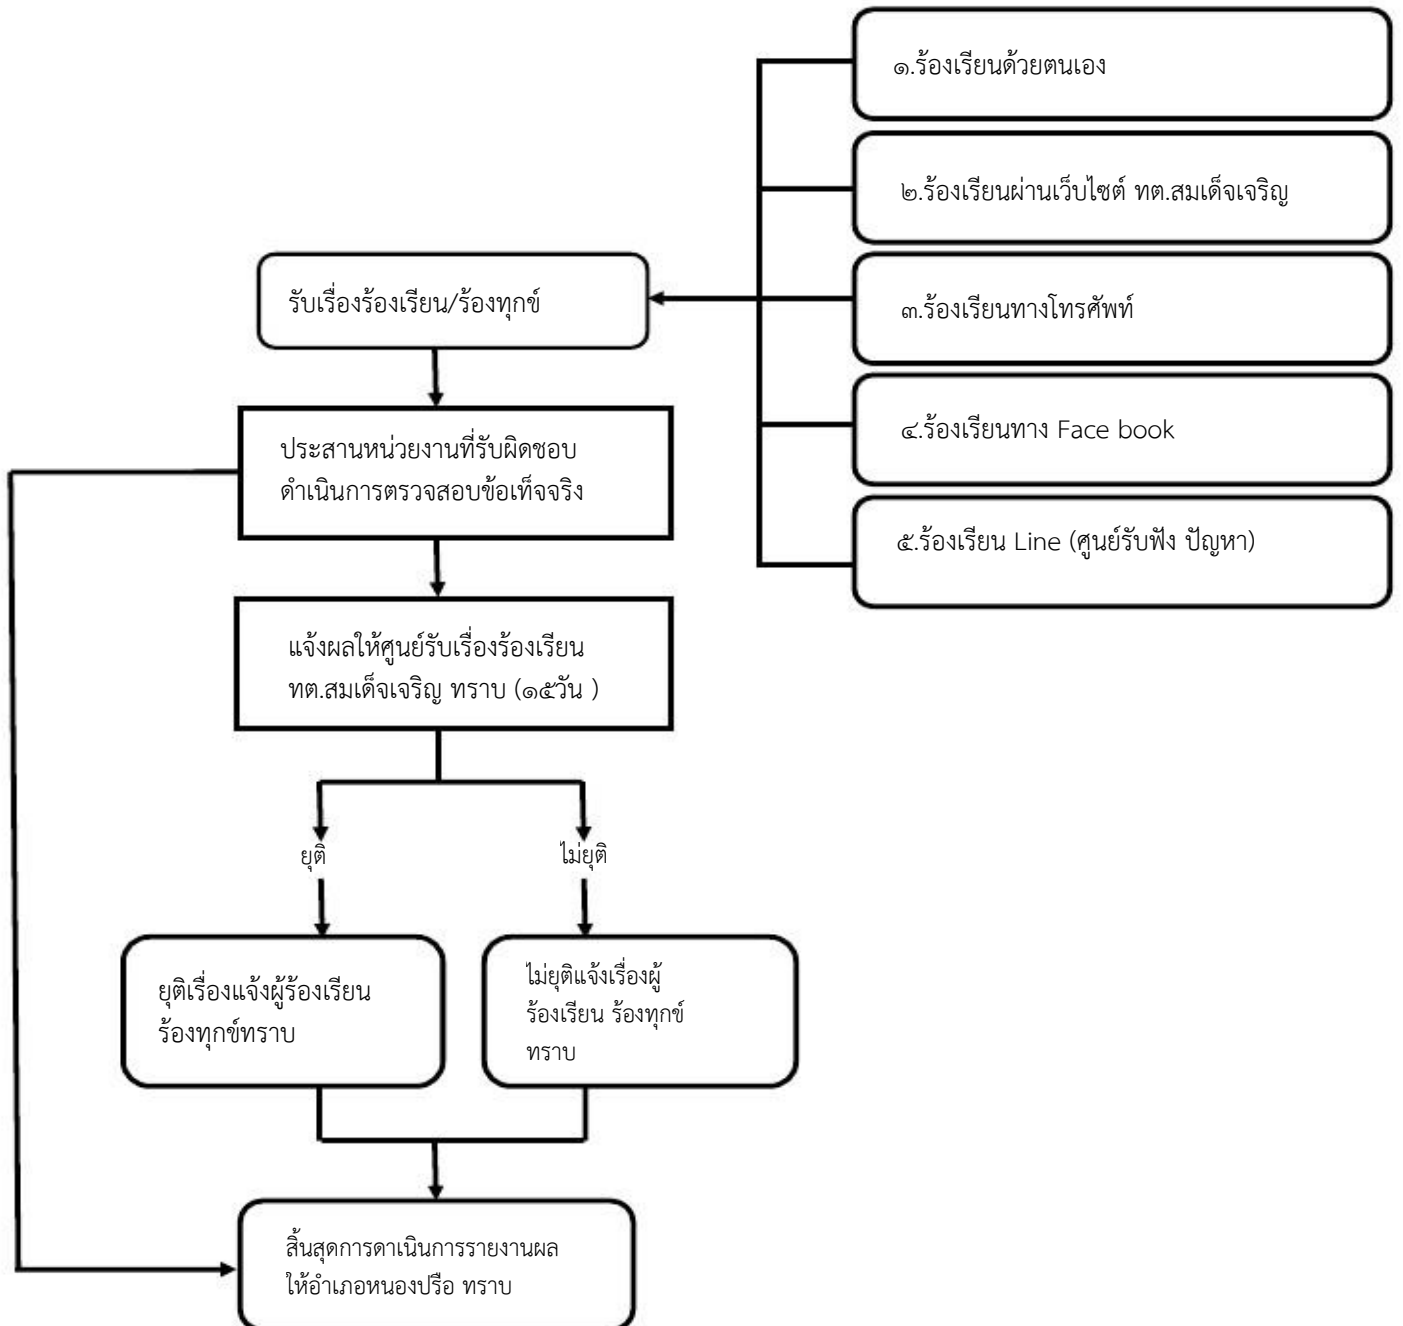 ๑.ร้องเรียนด้วยตนเอง
๒.ร้องเรียนผ่านเว็บไซต์ ทต.สมเด็จเจริญ
รับเรื่องร้องเรียน/ร้องทุกข์
๓.ร้องเรียนทางโทรศัพท์
๔.ร้องเรียนทาง Face book
ประสานหน่วยงานที่รับผิดชอบ
ดำเนินการตรวจสอบข้อเท็จจริง
๕.ร้องเรียน Line (ศูนย์รับฟัง ปัญหา)
แจ้งผลให้ศูนย์รับเรื่องร้องเรียน
ทต.สมเด็จเจริญ ทราบ (๑๕วัน )
ยุติ
ไม่ยุติ
ยุติเรื่องแจ้งผู้ร้องเรียน
ร้องทุกข์ทราบ
ไม่ยุติแจ้งเรื่องผู้
ร้องเรียน ร้องทุกข์
ทราบ
สิ้นสุดการดาเนินการรายงานผล
ให้อำเภอหนองปรือ ทราบ